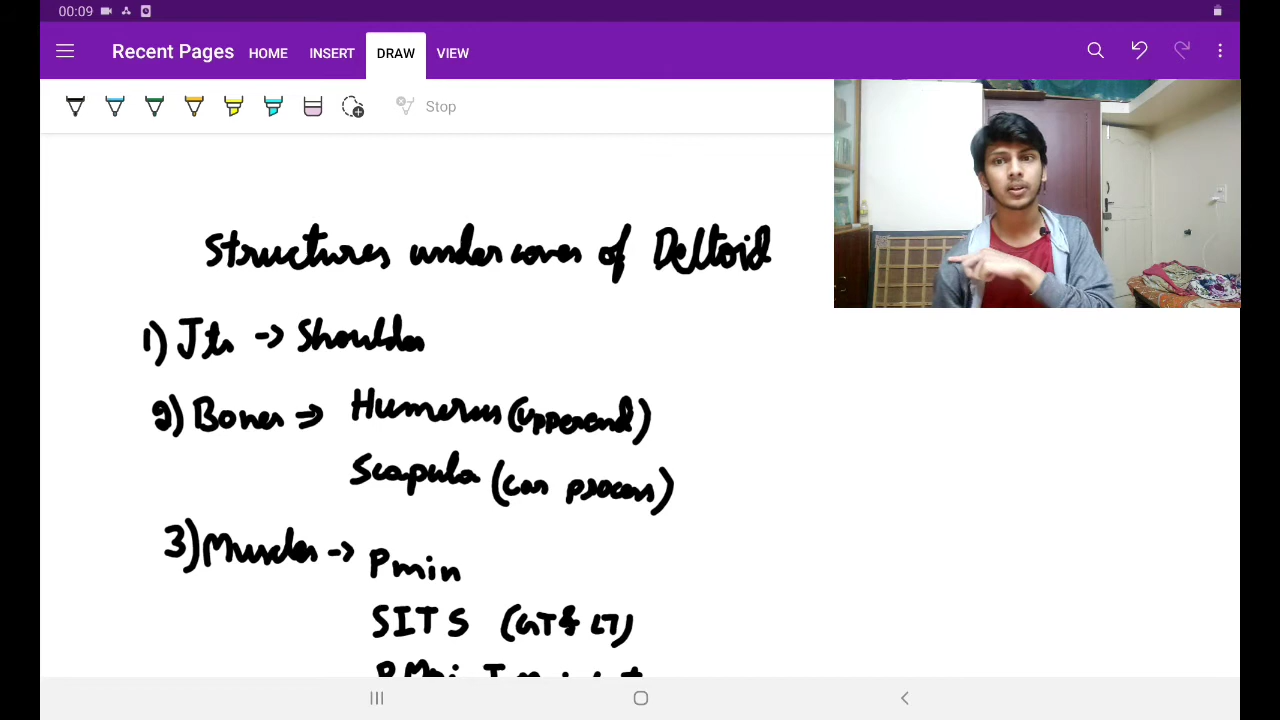 00:09
Recent Pages HOME INSERT DRAW VIEW
Stop
Structures under cover of Deltoid
1) Jts -> Shoulder
2) Bones => Humerus (upper end)
Scapula (Cor process)
3) Muscles -> Pmin
SITS (GT & LT)